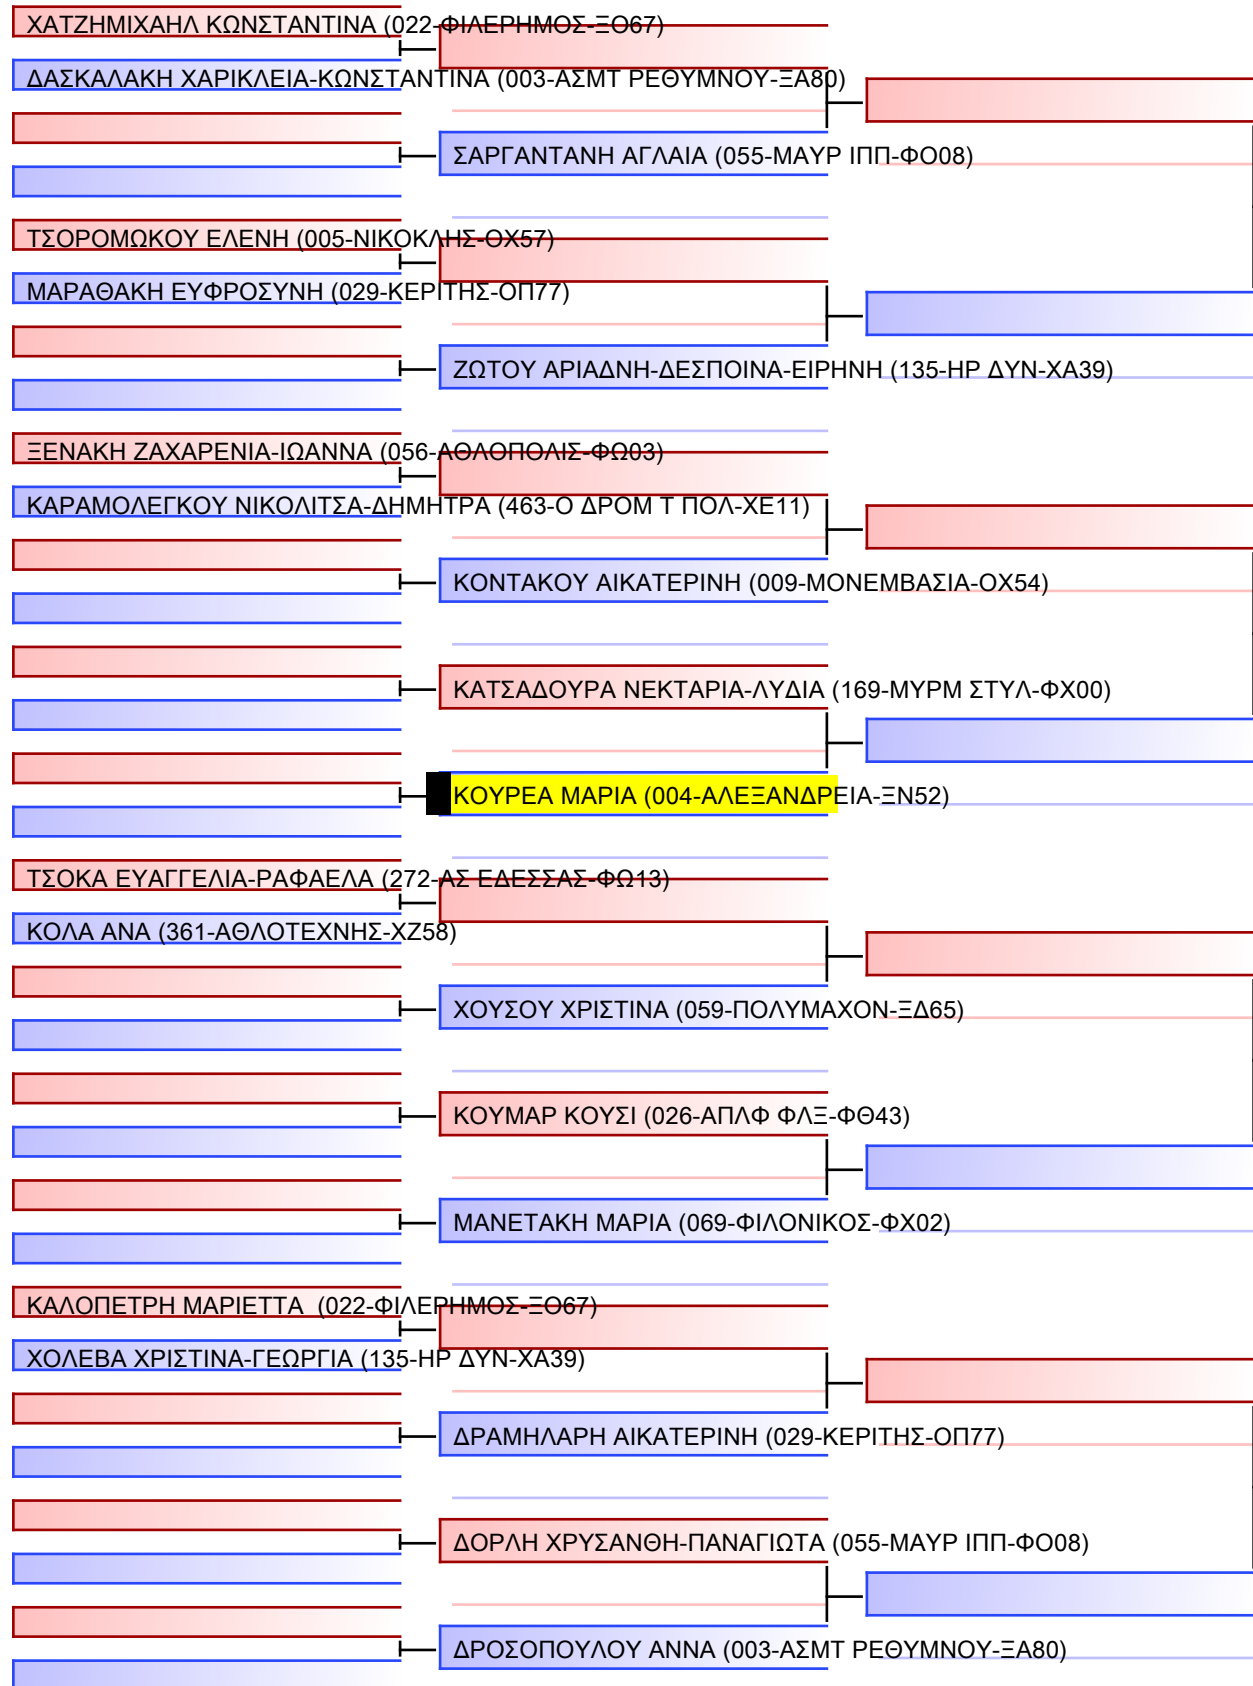 ΧΑΤΖΗΜΙΧΑΗΛ ΚΩΝΣΤΑΝΤΙΝΑ (022-ΦΙΛΕΡΗΜΟΣ-ΞΟ67)
ΔΑΣΚΑΛΑΚΗ ΧΑΡΙΚΛΕΙΑ-ΚΩΝΣΤΑΝΤΙΝΑ (003-ΑΣΜΤ ΡΕΘΥΜΝΟΥ-ΞΑ80)
ΣΑΡΓΑΝΤΑΝΗ ΑΓΛΑΙΑ (055-ΜΑΥΡ ΙΠΠ-ΦΟ08)
ΤΣΟΡΟΜΩΚΟΥ ΕΛΕΝΗ (005-ΝΙΚΟΚΛΗΣ-ΟΧ57)
ΜΑΡΑΘΑΚΗ ΕΥΦΡΟΣΥΝΗ (029-ΚΕΡΙΤΗΣ-ΟΠ77)
ΖΩΤΟΥ ΑΡΙΑΔΝΗ-ΔΕΣΠΟΙΝΑ-ΕΙΡΗΝΗ (135-ΗΡ ΔΥΝ-ΧΑ39)
ΞΕΝΑΚΗ ΖΑΧΑΡΕΝΙΑ-ΙΩΑΝΝΑ (056-ΑΘΛΟΠΟΛΙΣ-ΦΩ03)
ΚΑΡΑΜΟΛΕΓΚΟΥ ΝΙΚΟΛΙΤΣΑ-ΔΗΜΗΤΡΑ (463-Ο ΔΡΟΜ Τ ΠΟΛ-ΧΕ11)
ΚΟΝΤΑΚΟΥ ΑΙΚΑΤΕΡΙΝΗ (009-ΜΟΝΕΜΒΑΣΙΑ-ΟΧ54)
ΚΑΤΣΑΔΟΥΡΑ ΝΕΚΤΑΡΙΑ-ΛΥΔΙΑ (169-ΜΥΡΜ ΣΤΥΛ-ΦΧ00)
ΚΟΥΡΕΑ ΜΑΡΙΑ (004-ΑΛΕΞΑΝΔΡΕΙΑ-ΞΝ52)
ΤΣΟΚΑ ΕΥΑΓΓΕΛΙΑ-ΡΑΦΑΕΛΑ (272-ΑΣ ΕΔΕΣΣΑΣ-ΦΩ13)
ΚΟΛΑ ΑΝΑ (361-ΑΘΛΟΤΕΧΝΗΣ-ΧΖ58)
ΧΟΥΣΟΥ ΧΡΙΣΤΙΝΑ (059-ΠΟΛΥΜΑΧΟΝ-ΞΔ65)
ΚΟΥΜΑΡ ΚΟΥΣΙ (026-ΑΠΛΦ ΦΛΞ-ΦΘ43)
ΜΑΝΕΤΑΚΗ ΜΑΡΙΑ (069-ΦΙΛΟΝΙΚΟΣ-ΦΧ02)
ΚΑΛΟΠΕΤΡΗ ΜΑΡΙΕΤΤΑ  (022-ΦΙΛΕΡΗΜΟΣ-ΞΟ67)
ΧΟΛΕΒΑ ΧΡΙΣΤΙΝΑ-ΓΕΩΡΓΙΑ (135-ΗΡ ΔΥΝ-ΧΑ39)
ΔΡΑΜΗΛΑΡΗ ΑΙΚΑΤΕΡΙΝΗ (029-ΚΕΡΙΤΗΣ-ΟΠ77)
ΔΟΡΛΗ ΧΡΥΣΑΝΘΗ-ΠΑΝΑΓΙΩΤΑ (055-ΜΑΥΡ ΙΠΠ-ΦΟ08)
ΔΡΟΣΟΠΟΥΛΟΥ ΑΝΝΑ (003-ΑΣΜΤ ΡΕΘΥΜΝΟΥ-ΞΑ80)